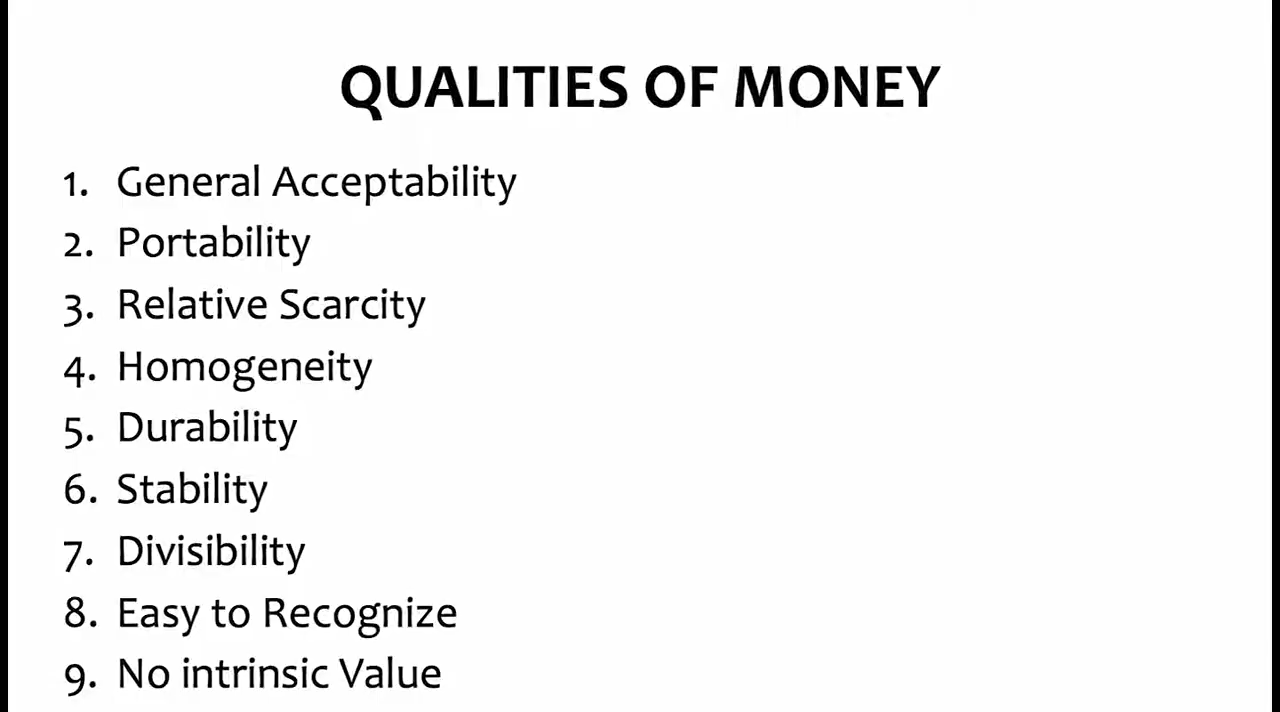 QUALITIES OF MONEY
1. General Acceptability
2. Portability
3. Relative Scarcity
4. Homogeneity
5. Durability
6. Stability
7. Divisibility
8. Easy to Recognize
9. No intrinsic Value